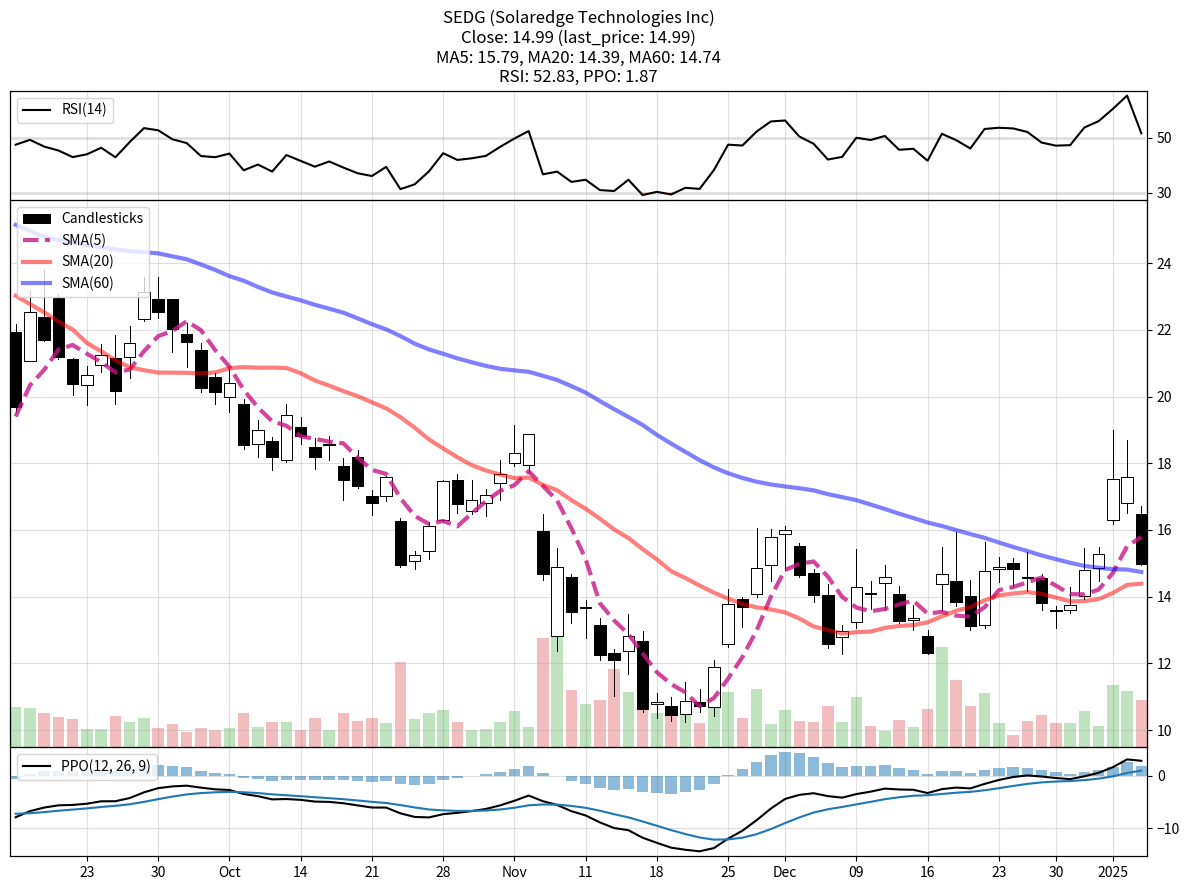 SEDG (Solaredge Technologies Inc)
Close: 14.99 (last_price: 14.99)
MA5: 15.79, MA20: 14.39, MA60: 14.74
RSI: 52.83, PPO: 1.87
RSI(14)
50
30
Candlesticks
SMA(5)
SMA(20)
SMA(60)
24
22
20
18
16
14
12
10
PPO(12, 26, 9)
0
−10
23 30 Oct 14 21 28 Nov 11 18 25 Dec 09 16 23 30 2025